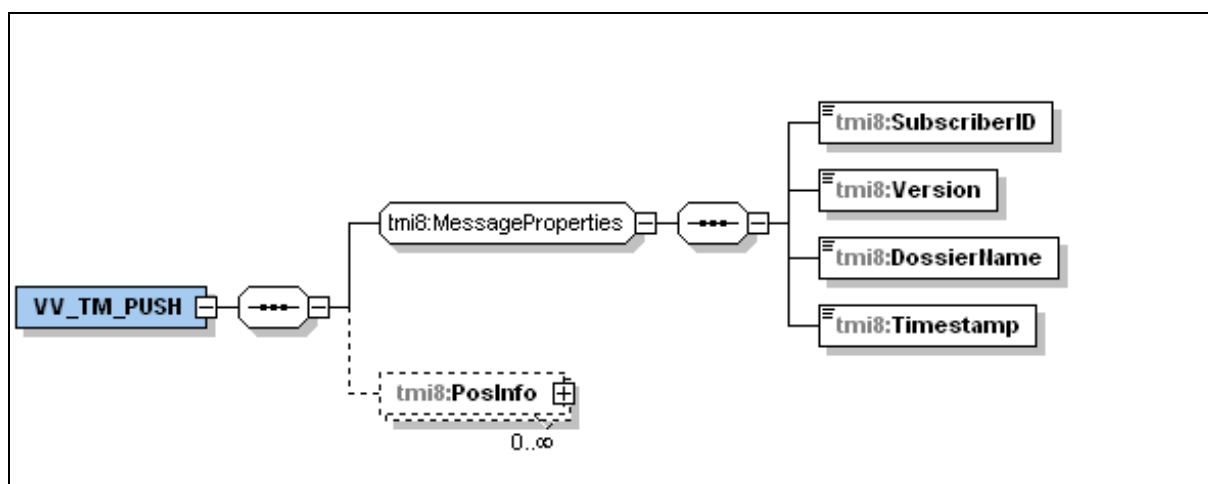 tmi8:SubscriberID
tmi8:Version
tmi8:MessageProperties
tmi8:DossierName
VV_TM_PUSH
tmi8:Timestamp
tmi8:PosInfo
0..∞